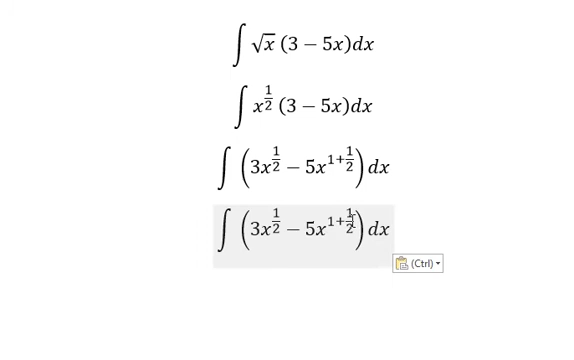 ∫ √x (3 − 5x)dx
∫ x^(1/2) (3 − 5x)dx
∫ (3x^(1/2) − 5x^(1+1/2)) dx
∫ (3x^(1/2) − 5x^(1+1/2)) dx
(Ctrl)